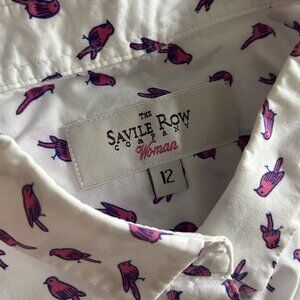 THE
SAVILE ROW
COMPANY
Woman
12